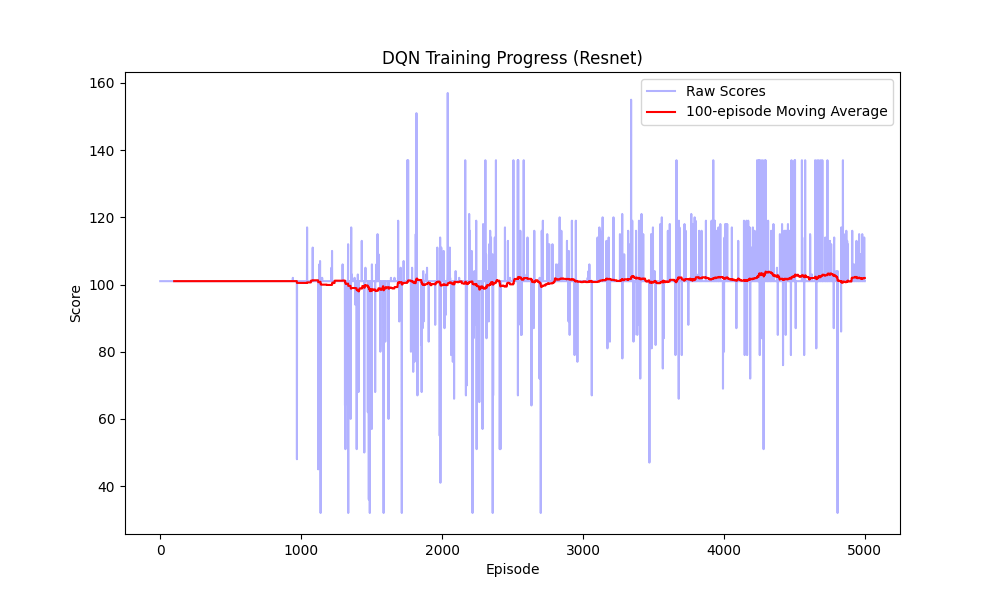 DQN Training Progress (Resnet)
Raw Scores
100-episode Moving Average
Score
160
140
120
100
80
60
40
0
1000
2000
3000
4000
5000
Episode